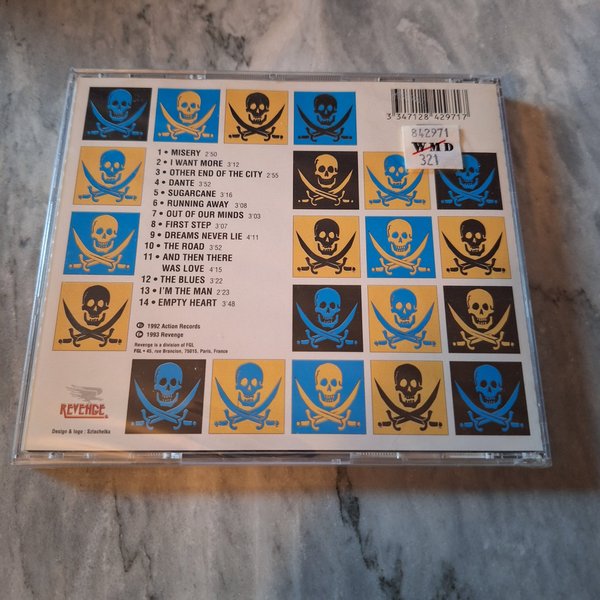 3 347128 429717
842971
WMD
321
1 • MISERY 2'50
2 • I WANT MORE 3'12
3 • OTHER END OF THE CITY 2'55
4 • DANTE 3'52
5 • SUGARCANE 3'16
6 • RUNNING AWAY 3'08
7 • OUT OF OUR MINDS 3'03
8 • FIRST STEP 3'07
9 • DREAMS NEVER LIE 4'11
10 • THE ROAD 3'52
11 • AND THEN THERE
WAS LOVE 4'15
12 • THE BLUES 3'22
13 • I'M THE MAN 2'23
14 • EMPTY HEART 3'48
℗ 1992 Action Records
© 1993 Revenge
Revenge is a division of FGL
FGL • 45, rue Brancion, 75015, Paris, France
REVENGE
Design & logo : Sztachelka